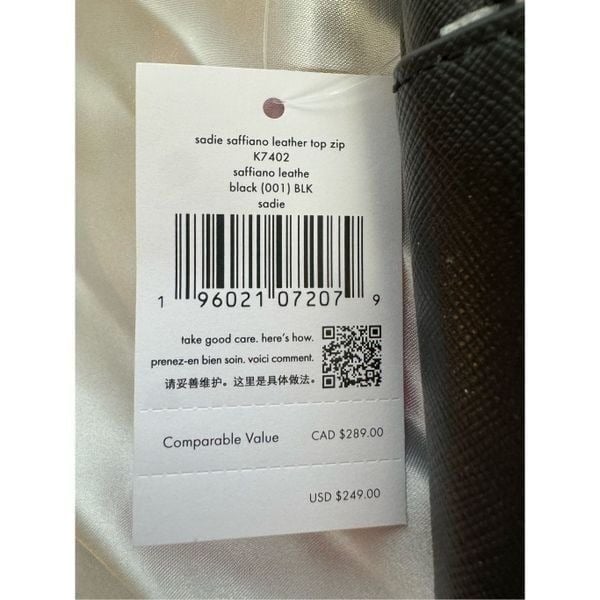 sadie saffiano leather top zip
K7402
saffiano leathe
black (001) BLK
sadie
1 96021 07207 9
take good care. here's how.
prenez-en bien soin. voici comment.
请妥善维护。这里是具体做法。
Comparable Value CAD $289.00
USD $249.00